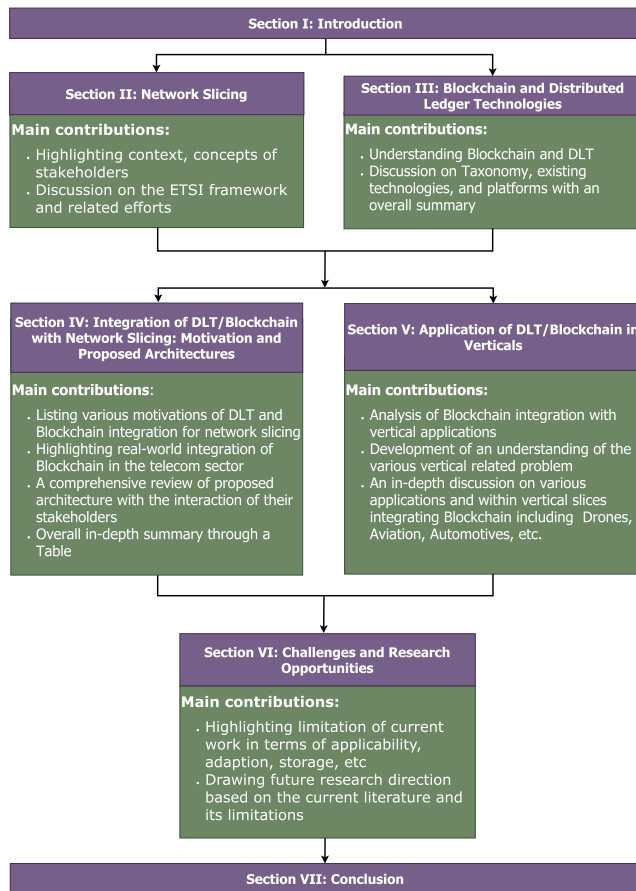 Section I: Introduction
Section II: Network Slicing
Main contributions:
. Highlighting context, concepts of
stakeholders
. Discussion on the ETSI framework
and related efforts
Section III: Blockchain and Distributed
Ledger Technologies
Main contributions:
. Understanding Blockchain and DLT
. Discussion on Taxonomy, existing
technologies, and platforms with an
overall summary
Section IV: Integration of DLT/Blockchain
with Network Slicing: Motivation and
Proposed Architectures
Main contributions:
. Listing various motivations of DLT and
Blockchain integration for network slicing
. Highlighting real-world integration of
Blockchain in the telecom sector
. A comprehensive review of proposed
architecture with the interaction of their
stakeholders
. Overall in-depth summary through a
Table
Section V: Application of DLT/Blockchain in
Verticals
Main contributions:
. Analysis of Blockchain integration with
vertical applications
. Development of an understanding of the
various vertical related problem
. An in-depth discussion on various
applications and within vertical slices
integrating Blockchain including Drones,
Aviation, Automotives, etc.
Section VI: Challenges and Research
Opportunities
Main contributions:
. Highlighting limitation of current
work in terms of applicability,
adaption, storage, etc
. Drawing future research direction
based on the current literature and
its limitations
Section VII: Conclusion